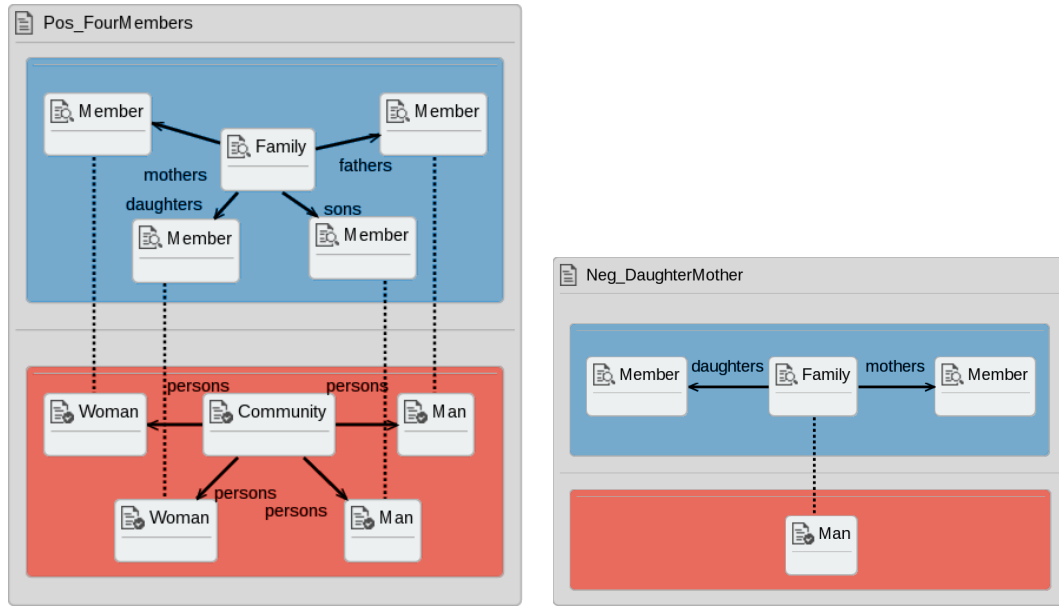 Pos_FourMembers
Member
Member
Family
mothers
fathers
daughters
sons
Member
Member
persons
persons
Woman
Community
Man
persons
persons
Woman
Man
Neg_DaughterMother
Member
daughters
Family
mothers
Member
Man